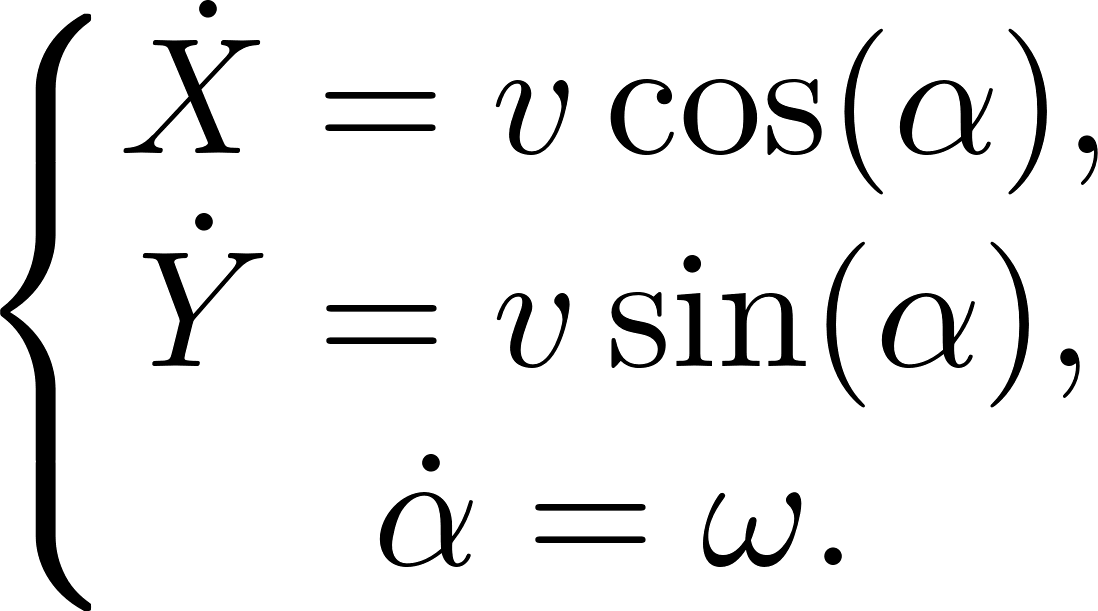 Ẋ = v cos(α),
Ẏ = v sin(α),
α̇ = ω.